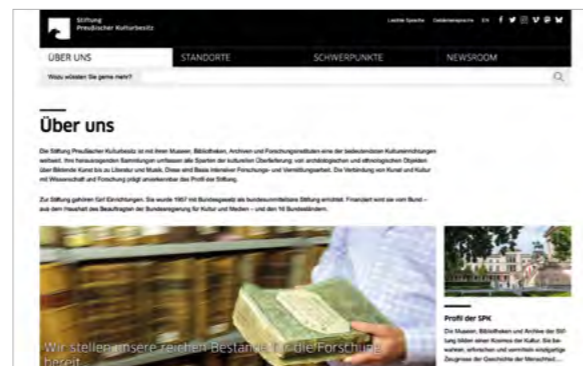 Stiftung
Preußischer Kulturbesitz
Leichte Sprache Gebärdensprache EN
ÜBER UNS STANDORTE SCHWERPUNKTE NEWSROOM
Wozu wüssten Sie gerne mehr?
Über uns
Die Stiftung Preußischer Kulturbesitz ist mit ihren Museen, Bibliotheken, Archiven und Forschungsinstituten eine der bedeutendsten Kultureinrichtungen
weltweit. Ihre herausragenden Sammlungen umfassen alle Sparten der kulturellen Überlieferung: von archäologischen und ethnologischen Objekten
über Bildende Kunst bis zu Literatur und Musik. Diese sind Basis intensiver Forschungs- und Vermittlungsarbeit. Die Verbindung von Kunst und Kultur
mit Wissenschaft und Forschung prägt unverkennbar das Profil der Stiftung.
Zur Stiftung gehören fünf Einrichtungen. Sie wurde 1957 mit Bundesgesetz als bundesunmittelbare Stiftung errichtet. Finanziert wird sie vom Bund –
aus dem Haushalt des Beauftragten der Bundesregierung für Kultur und Medien – und den 16 Bundesländern.
Wir stellen unsere reichen Bestände für die Forschung
bereit
Profil der SPK
Die Museen, Bibliotheken und Archive der Stif-
tung bilden einen Kosmos der Kultur. Sie be-
wahren, erforschen und vermitteln einzigartige
Zeugnisse der Geschichte der Menschheit....